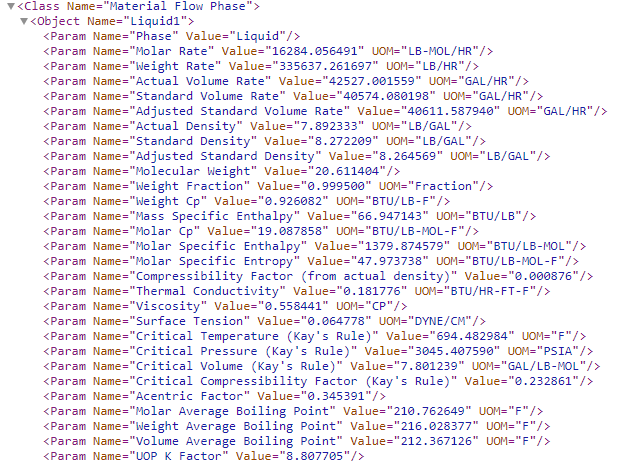 ▼<Class Name="Material Flow Phase">
▼<Object Name="Liquid1">
<Param Name="Phase" Value="Liquid"/>
<Param Name="Molar Rate" Value="16284.056491" UOM="LB-MOL/HR"/>
<Param Name="Weight Rate" Value="335637.261697" UOM="LB/HR"/>
<Param Name="Actual Volume Rate" Value="42527.001559" UOM="GAL/HR"/>
<Param Name="Standard Volume Rate" Value="40574.080198" UOM="GAL/HR"/>
<Param Name="Adjusted Standard Volume Rate" Value="40611.587940" UOM="GAL/HR"/>
<Param Name="Actual Density" Value="7.892333" UOM="LB/GAL"/>
<Param Name="Standard Density" Value="8.272209" UOM="LB/GAL"/>
<Param Name="Adjusted Standard Density" Value="8.264569" UOM="LB/GAL"/>
<Param Name="Molecular Weight" Value="20.611404"/>
<Param Name="Weight Fraction" Value="0.999500" UOM="Fraction"/>
<Param Name="Weight Cp" Value="0.926082" UOM="BTU/LB-F"/>
<Param Name="Mass Specific Enthalpy" Value="66.947143" UOM="BTU/LB"/>
<Param Name="Molar Cp" Value="19.087858" UOM="BTU/LB-MOL-F"/>
<Param Name="Molar Specific Enthalpy" Value="1379.874579" UOM="BTU/LB-MOL"/>
<Param Name="Molar Specific Entropy" Value="47.973738" UOM="BTU/LB-MOL-F"/>
<Param Name="Compressibility Factor (from actual density)" Value="0.000876"/>
<Param Name="Thermal Conductivity" Value="0.181776" UOM="BTU/HR-FT-F"/>
<Param Name="Viscosity" Value="0.558441" UOM="CP"/>
<Param Name="Surface Tension" Value="0.064778" UOM="DYNE/CM"/>
<Param Name="Critical Temperature (Kay's Rule)" Value="694.482984" UOM="F"/>
<Param Name="Critical Pressure (Kay's Rule)" Value="3045.407590" UOM="PSIA"/>
<Param Name="Critical Volume (Kay's Rule)" Value="7.801239" UOM="GAL/LB-MOL"/>
<Param Name="Critical Compressibility Factor (Kay's Rule)" Value="0.232861"/>
<Param Name="Acentric Factor" Value="0.345391"/>
<Param Name="Molar Average Boiling Point" Value="210.762649" UOM="F"/>
<Param Name="Weight Average Boiling Point" Value="216.028377" UOM="F"/>
<Param Name="Volume Average Boiling Point" Value="212.367126" UOM="F"/>
<Param Name="UOP K Factor" Value="8.807705"/>